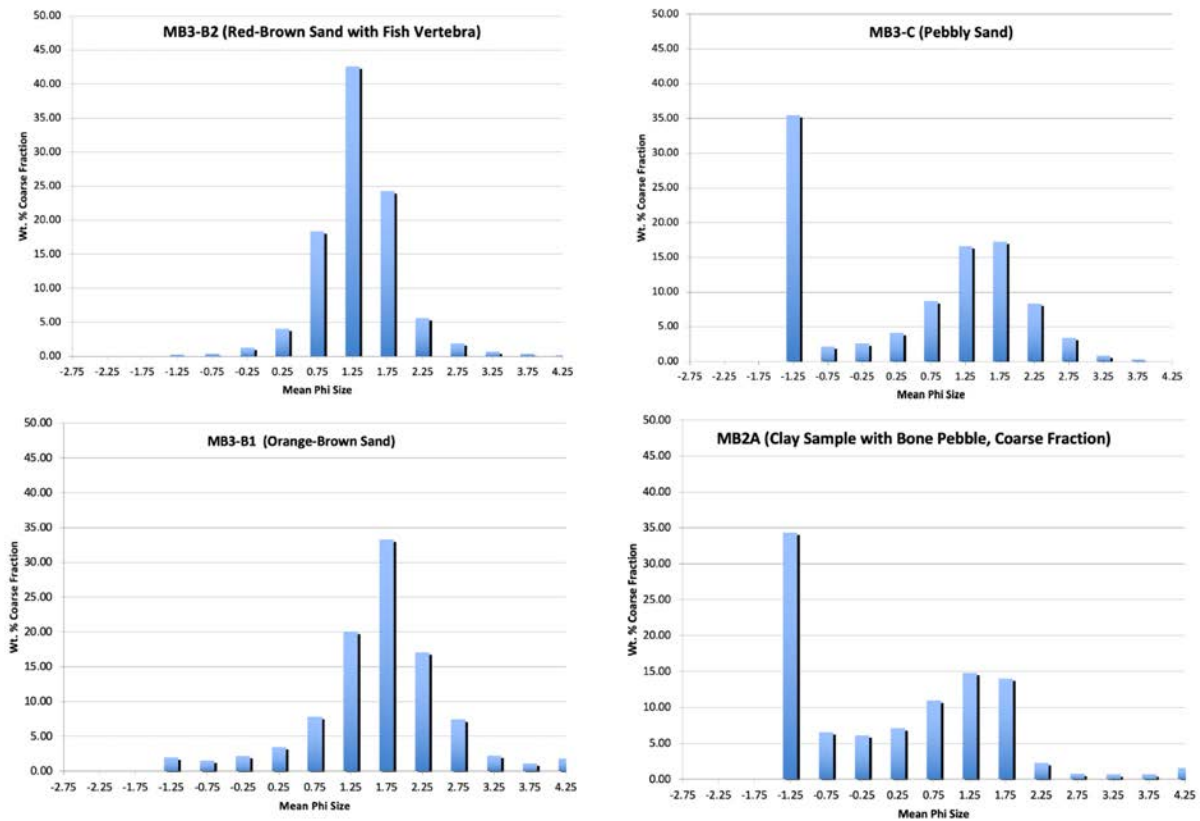 MB3-B2 (Red-Brown Sand with Fish Vertebra)
Wt. % Coarse Fraction
50.00
45.00
40.00
35.00
30.00
25.00
20.00
15.00
10.00
5.00
0.00
-2.75 -2.25 -1.75 -1.25 -0.75 -0.25 0.25 0.75 1.25 1.75 2.25 2.75 3.25 3.75 4.25
Mean Phi Size
MB3-C (Pebbly Sand)
Wt. % Coarse Fraction
50.00
45.00
40.00
35.00
30.00
25.00
20.00
15.00
10.00
5.00
0.00
-2.75 -2.25 -1.75 -1.25 -0.75 -0.25 0.25 0.75 1.25 1.75 2.25 2.75 3.25 3.75 4.25
Mean Phi Size
MB3-B1 (Orange-Brown Sand)
Wt. % Coarse Fraction
50.00
45.00
40.00
35.00
30.00
25.00
20.00
15.00
10.00
5.00
0.00
-2.75 -2.25 -1.75 -1.25 -0.75 -0.25 0.25 0.75 1.25 1.75 2.25 2.75 3.25 3.75 4.25
Mean Phi Size
MB2A (Clay Sample with Bone Pebble, Coarse Fraction)
Wt. % Coarse Fraction
50.00
45.00
40.00
35.00
30.00
25.00
20.00
15.00
10.00
5.00
0.00
-2.75 -2.25 -1.75 -1.25 -0.75 -0.25 0.25 0.75 1.25 1.75 2.25 2.75 3.25 3.75 4.25
Mean Phi Size